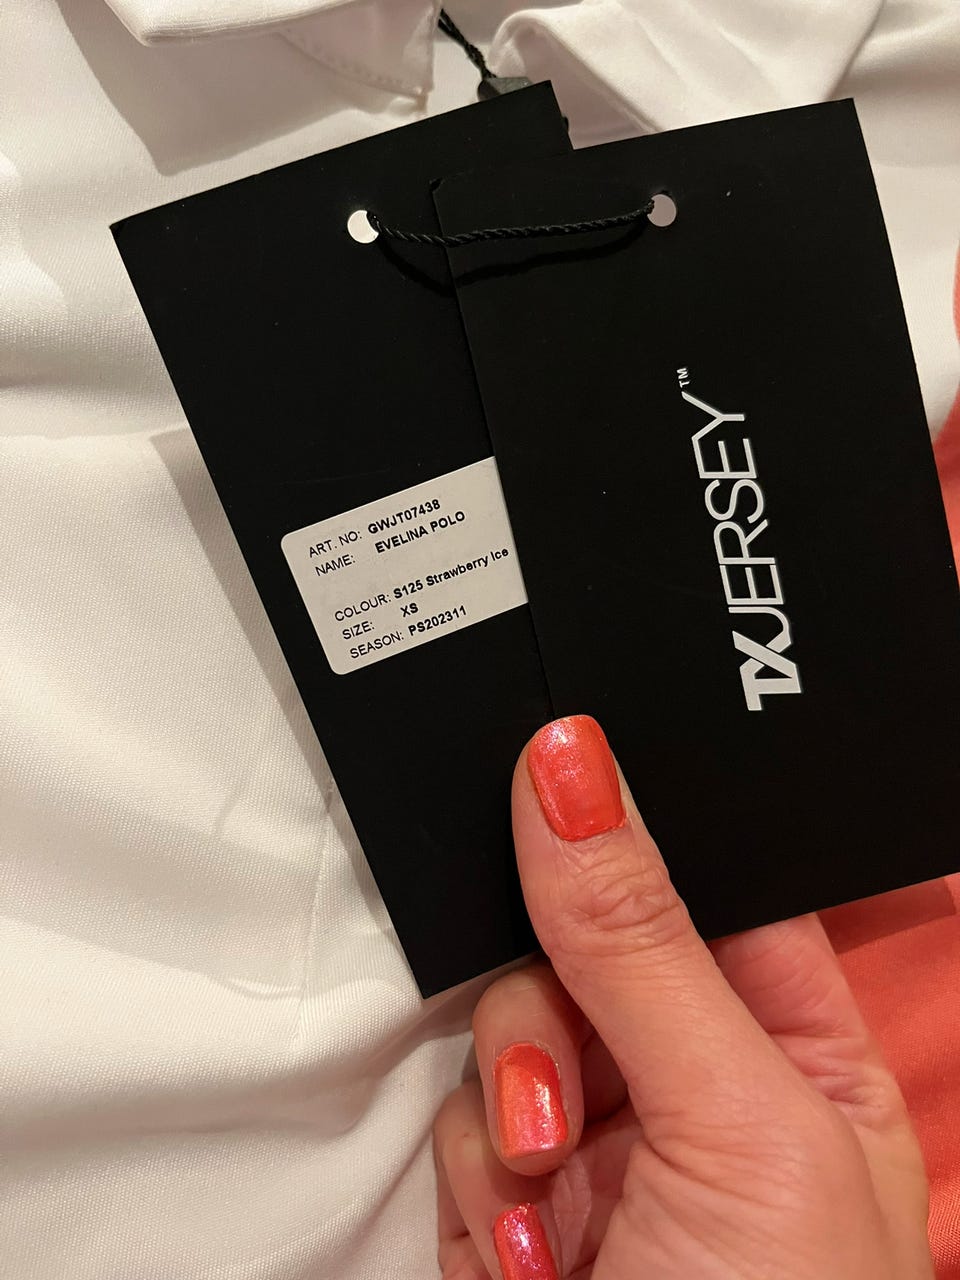 ART. NO: GWJT07438
NAME: EVELINA POLO
COLOUR: S125 Strawberry Ice
SIZE: XS
SEASON: PS202311
TXJERSEY™